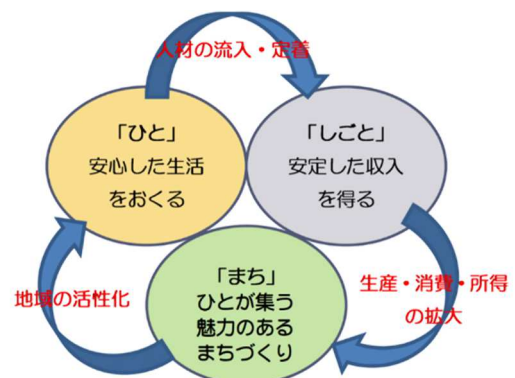 人材の流入・定着
「ひと」
安心した生活
をおくる
「しごと」
安定した収入
を得る
生産・消費・所得
の拡大
「まち」
ひとが集う
魅力のある
まちづくり
地域の活性化